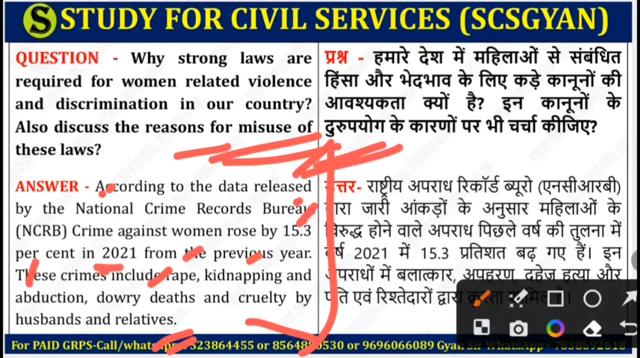 S STUDY FOR CIVIL SERVICES (SCSGYAN)
QUESTION - Why strong laws are
required for women related violence
and discrimination in our country?
Also discuss the reasons for misuse of
these laws?
प्रश्न - हमारे देश में महिलाओं से संबंधित
हिंसा और भेदभाव के लिए कड़े कानूनों की
आवश्यकता क्यों है? इन कानूनों के
दुरुपयोग के कारणों पर भी चर्चा कीजिए?
ANSWER - According to the data released
by the National Crime Records Bureau
(NCRB) Crime against women rose by 15.3
per cent in 2021 from the previous year.
These crimes include rape, kidnapping and
abduction, dowry deaths and cruelty by
husbands and relatives.
उत्तर- राष्ट्रीय अपराध रिकॉर्ड ब्यूरो (एनसीआरबी)
द्वारा जारी आंकड़ों के अनुसार महिलाओं के
विरुद्ध होने वाले अपराध पिछले वर्ष की तुलना में
वर्ष 2021 में 15.3 प्रतिशत बढ़ गए हैं। इन
अपराधों में बलात्कार, अपहरण, दहेज हत्या और
पति एवं रिश्तेदारों द्वारा
For PAID GRPS-Call/whatsapp 8564880530 or 9696066089 Gyan Sir